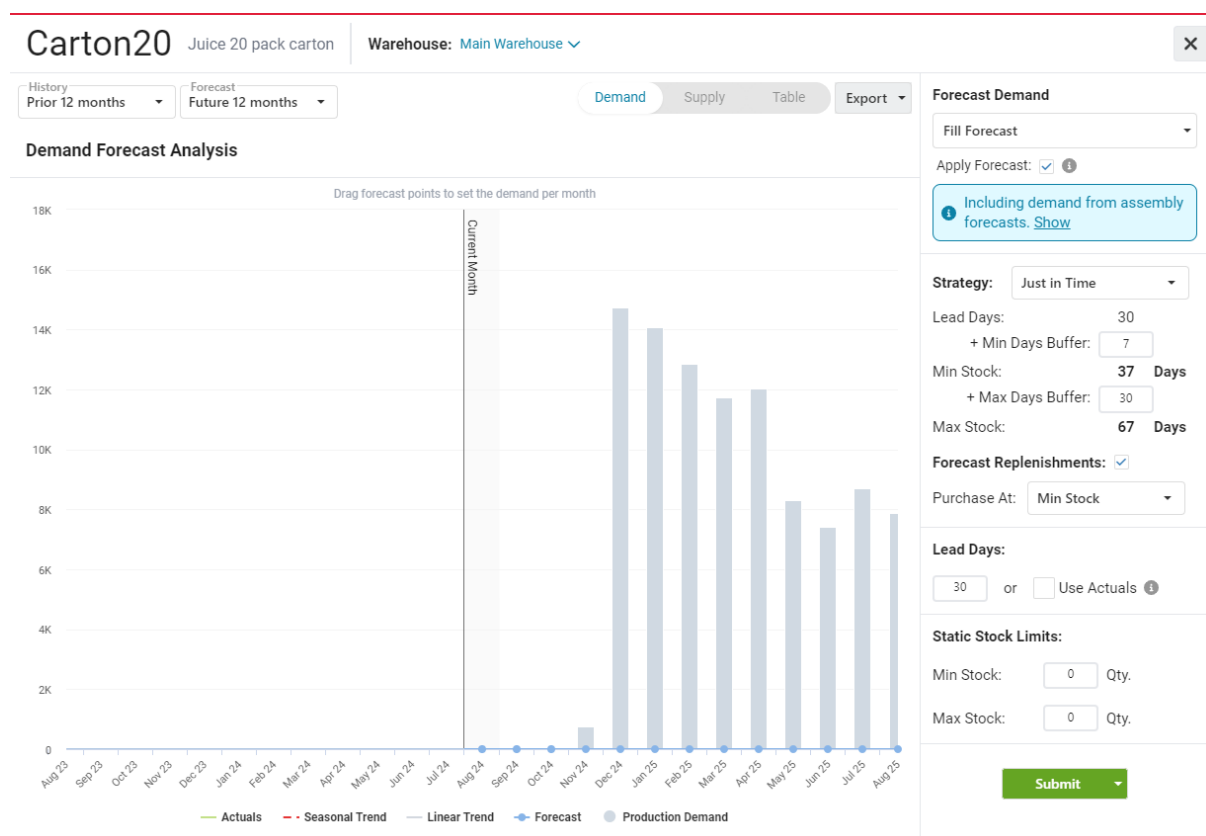 Carton20 Juice 20 pack carton Warehouse: Main Warehouse
History
Prior 12 months
Forecast
Future 12 months
Demand Supply Table Export
Demand Forecast Analysis
Drag forecast points to set the demand per month
18K
16K
14K
12K
10K
8K
6K
4K
2K
0
Current Month
Aug 23 Sep 23 Oct 23 Nov 23 Dec 23 Jan 24 Feb 24 Mar 24 Apr 24 May 24 Jun 24 Jul 24 Aug 24 Sep 24 Oct 24 Nov 24 Dec 24 Jan 25 Feb 25 Mar 25 Apr 25 May 25 Jun 25 Jul 25 Aug 25
Actuals Seasonal Trend Linear Trend Forecast Production Demand
Forecast Demand
Fill Forecast
Apply Forecast:
Including demand from assembly
forecasts. Show
Strategy: Just in Time
Lead Days: 30
+ Min Days Buffer: 7
Min Stock: 37 Days
+ Max Days Buffer: 30
Max Stock: 67 Days
Forecast Replenishments:
Purchase At: Min Stock
Lead Days:
30 or Use Actuals
Static Stock Limits:
Min Stock: 0 Qty.
Max Stock: 0 Qty.
Submit